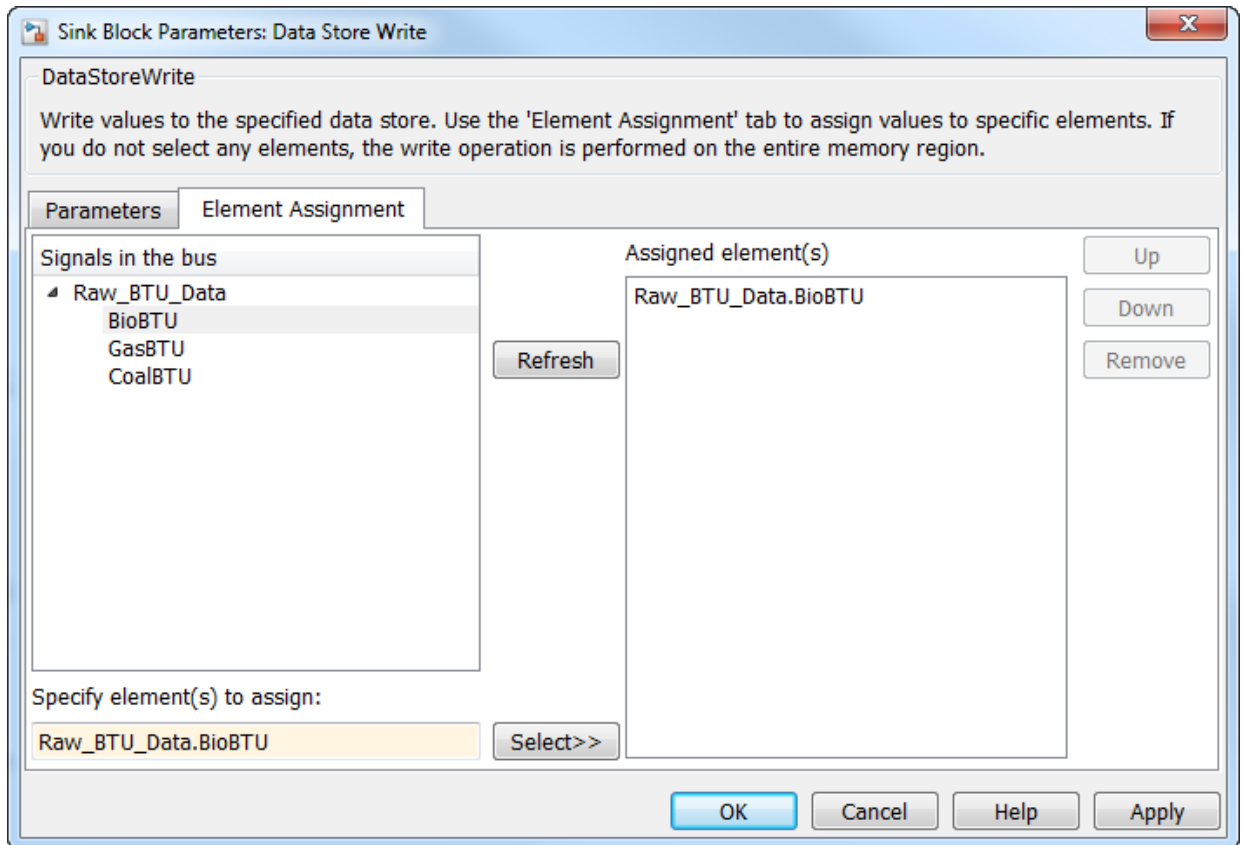 Sink Block Parameters: Data Store Write
DataStoreWrite
Write values to the specified data store. Use the 'Element Assignment' tab to assign values to specific elements. If
you do not select any elements, the write operation is performed on the entire memory region.
Parameters
Element Assignment
Signals in the bus
Raw_BTU_Data
BioBTU
GasBTU
CoalBTU
Refresh
Assigned element(s)
Raw_BTU_Data.BioBTU
Up
Down
Remove
Specify element(s) to assign:
Raw_BTU_Data.BioBTU
Select>>
OK
Cancel
Help
Apply